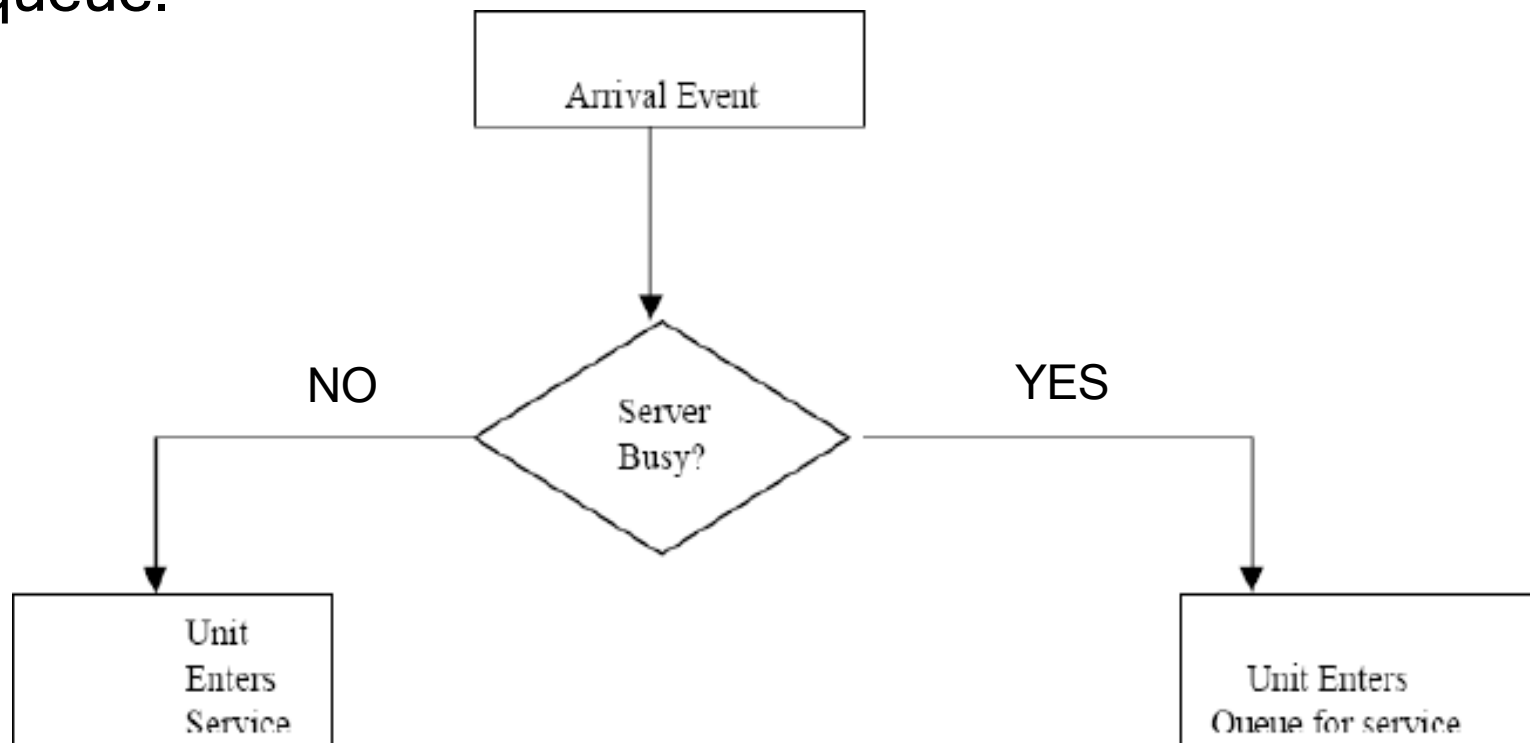 queue.
Arrival Event
NO
YES
Server
Busy?
Unit
Enters
Service
Unit Enters
Queue for service